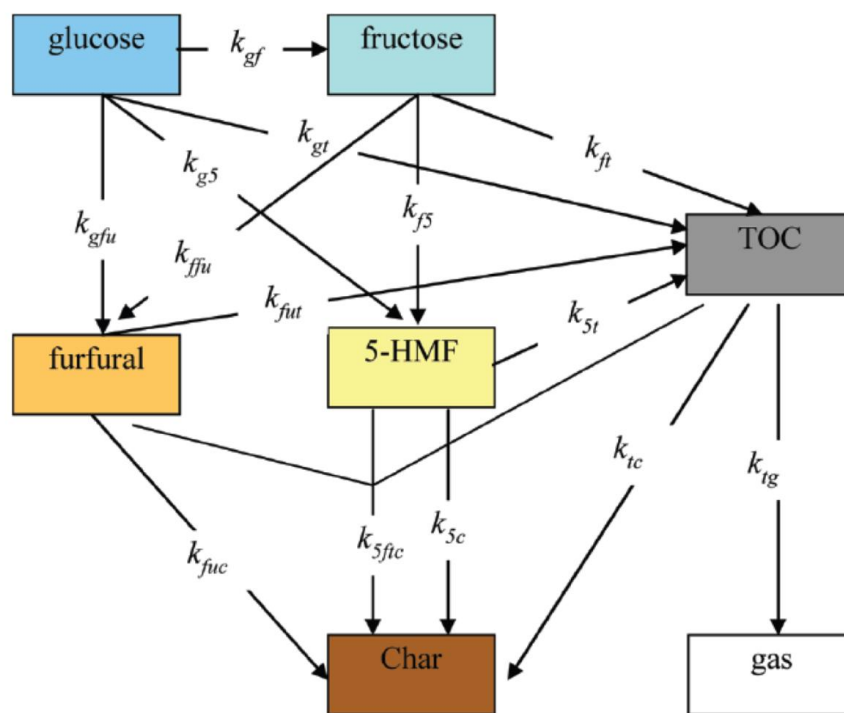 glucose
k_gf
fructose
k_gt
k_ft
k_g5
k_gfu
k_f5
k_ffu
TOC
k_fut
k_5t
furfural
5-HMF
k_tc
k_tg
k_fuc
k_5ftc
k_5c
Char
gas